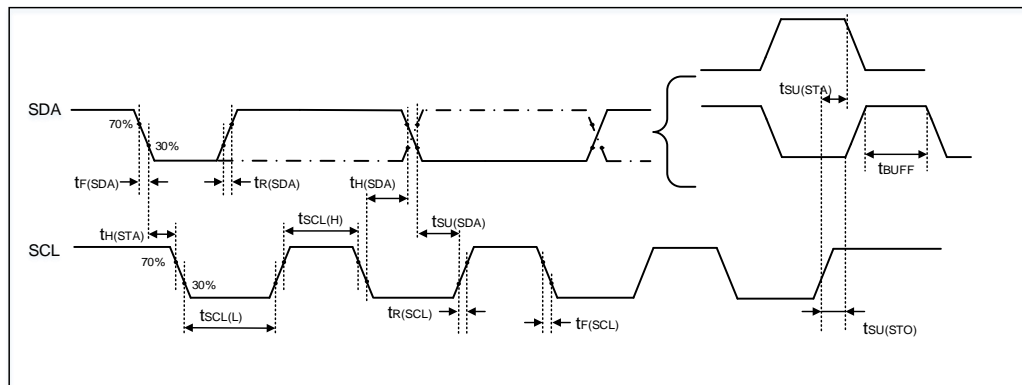 tSU(STA)
SDA
70%
30%
tF(SDA)
tR(SDA)
tH(SDA)
tBUFF
tSCL(H)
tSU(SDA)
tH(STA)
SCL
70%
30%
tSCL(L)
tR(SCL)
tF(SCL)
tSU(STO)